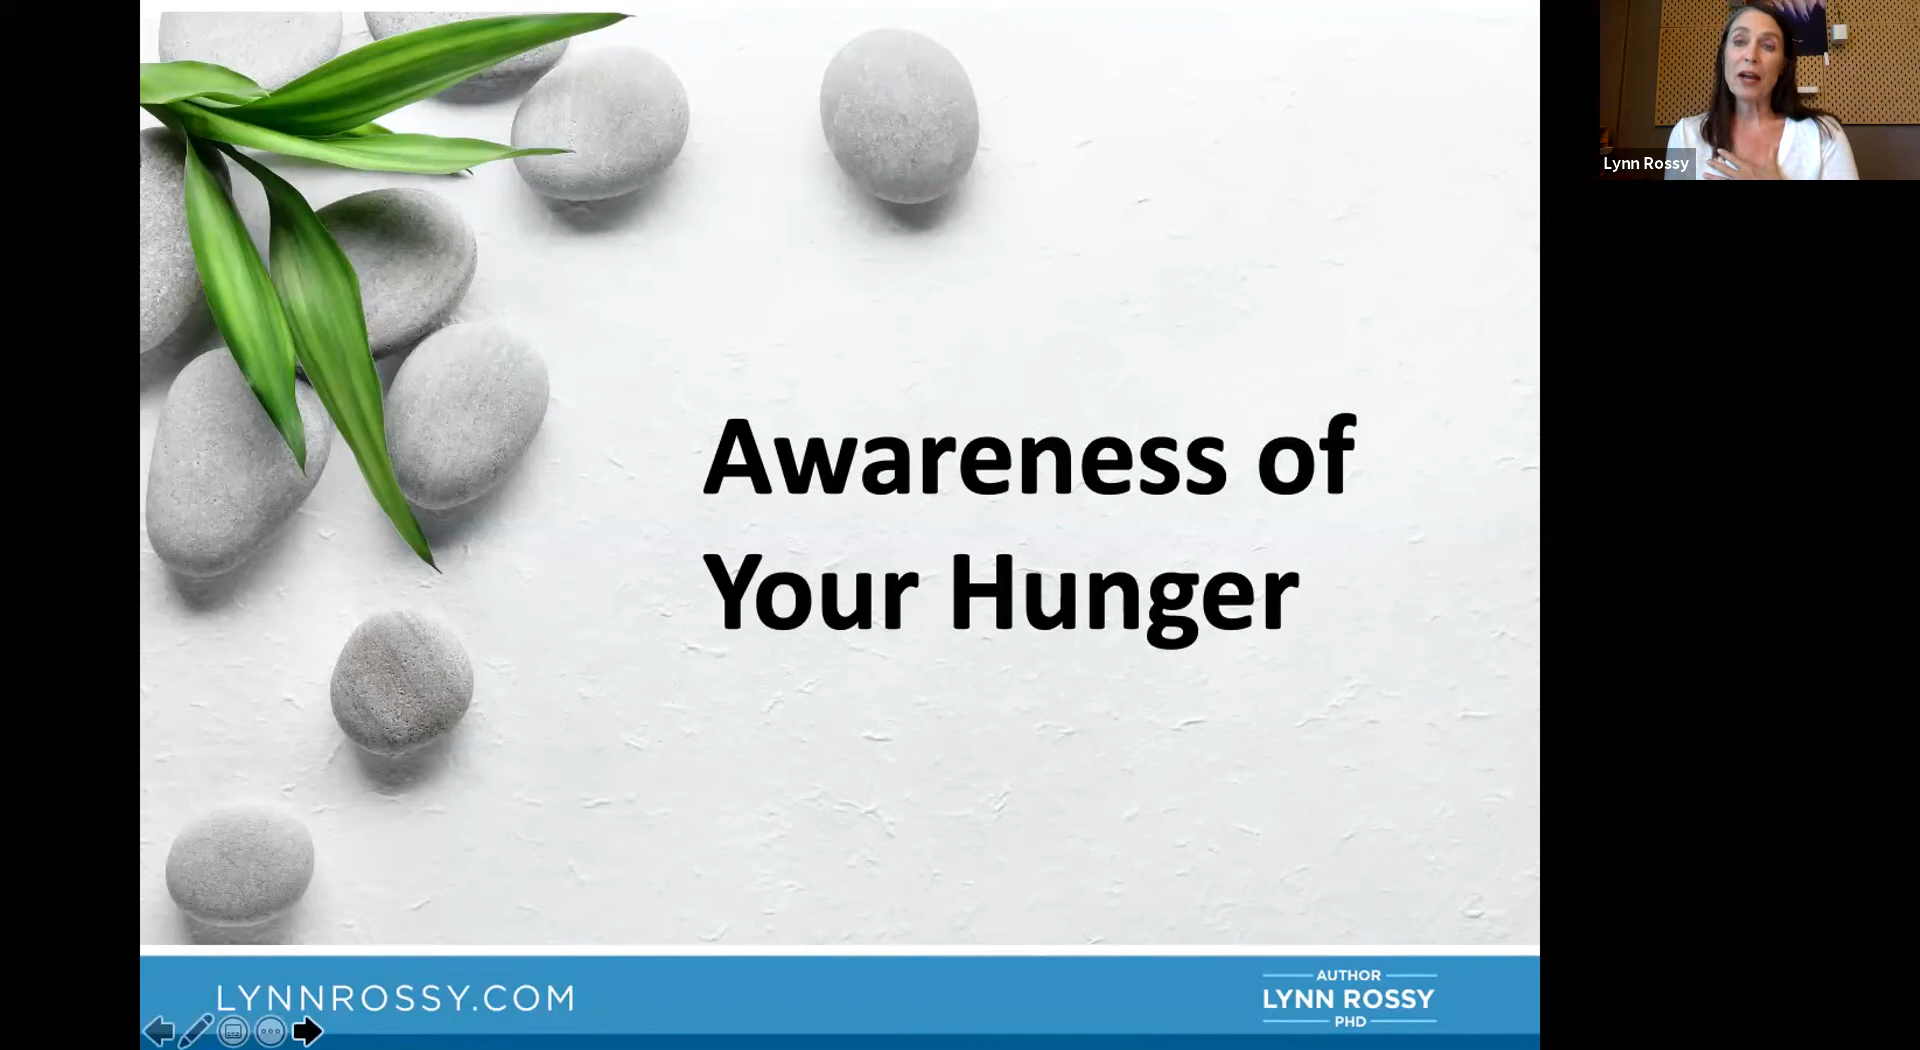 Lynn Rossy
Awareness of
Your Hunger
LYNNROSSY.COM
AUTHOR
LYNN ROSSY
PHD